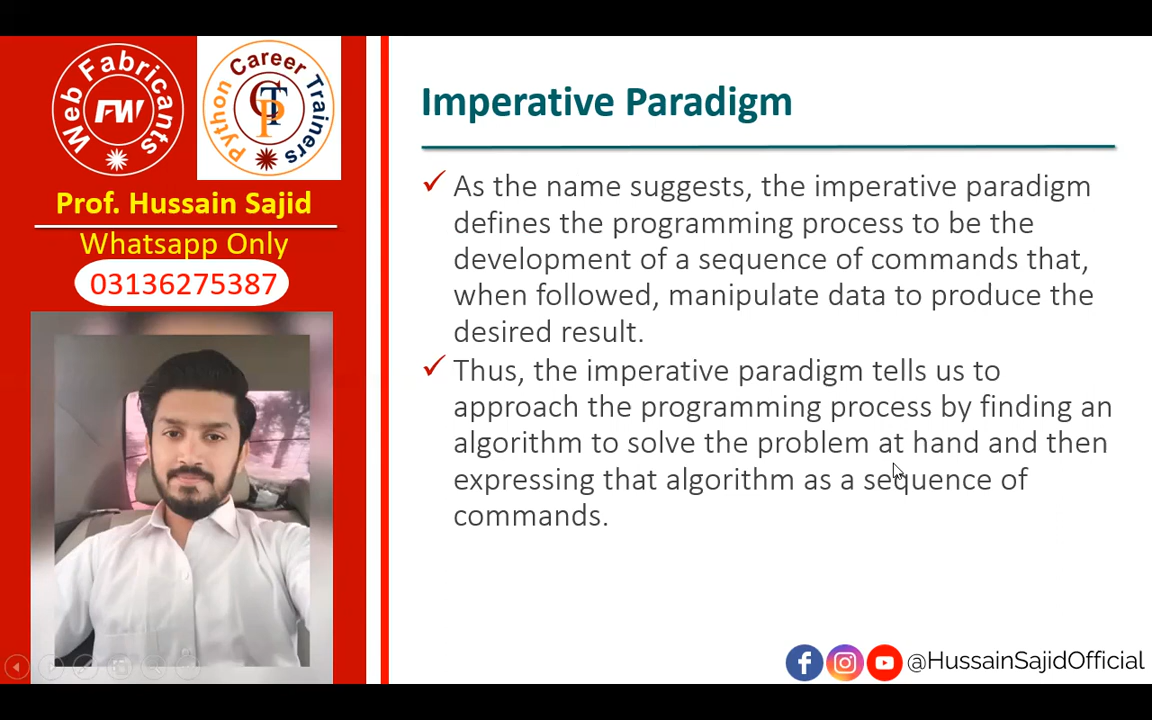 Web Fabricants
FW
Python Career Trainers
CTP
Prof. Hussain Sajid
Whatsapp Only
03136275387
Imperative Paradigm
As the name suggests, the imperative paradigm
defines the programming process to be the
development of a sequence of commands that,
when followed, manipulate data to produce the
desired result.
Thus, the imperative paradigm tells us to
approach the programming process by finding an
algorithm to solve the problem at hand and then
expressing that algorithm as a sequence of
commands.
@HussainSajidOfficial